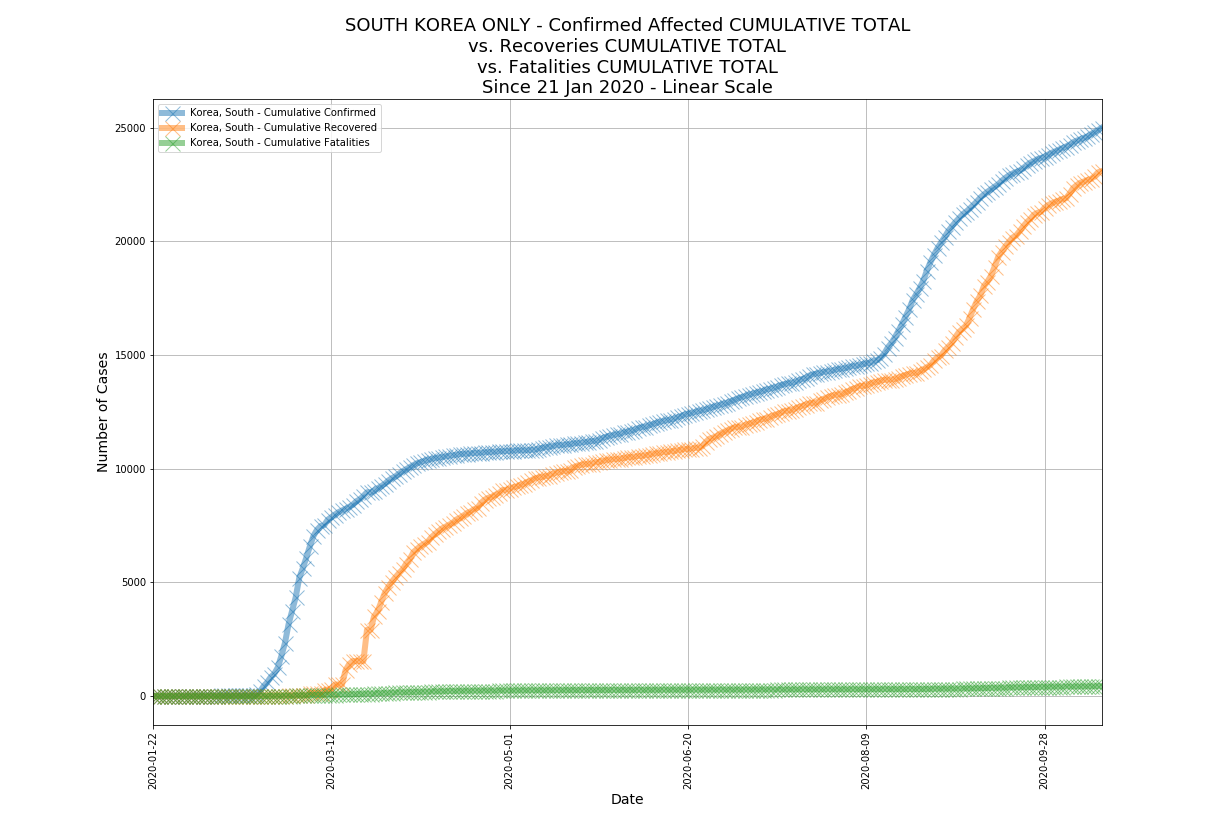 SOUTH KOREA ONLY - Confirmed Affected CUMULATIVE TOTAL
vs. Recoveries CUMULATIVE TOTAL
vs. Fatalities CUMULATIVE TOTAL
Since 21 Jan 2020 - Linear Scale
Korea, South - Cumulative Confirmed
Korea, South - Cumulative Recovered
Korea, South - Cumulative Fatalities
Number of Cases
25000
20000
15000
10000
5000
0
2020-01-22
2020-03-12
2020-05-01
2020-06-20
2020-08-09
2020-09-28
Date